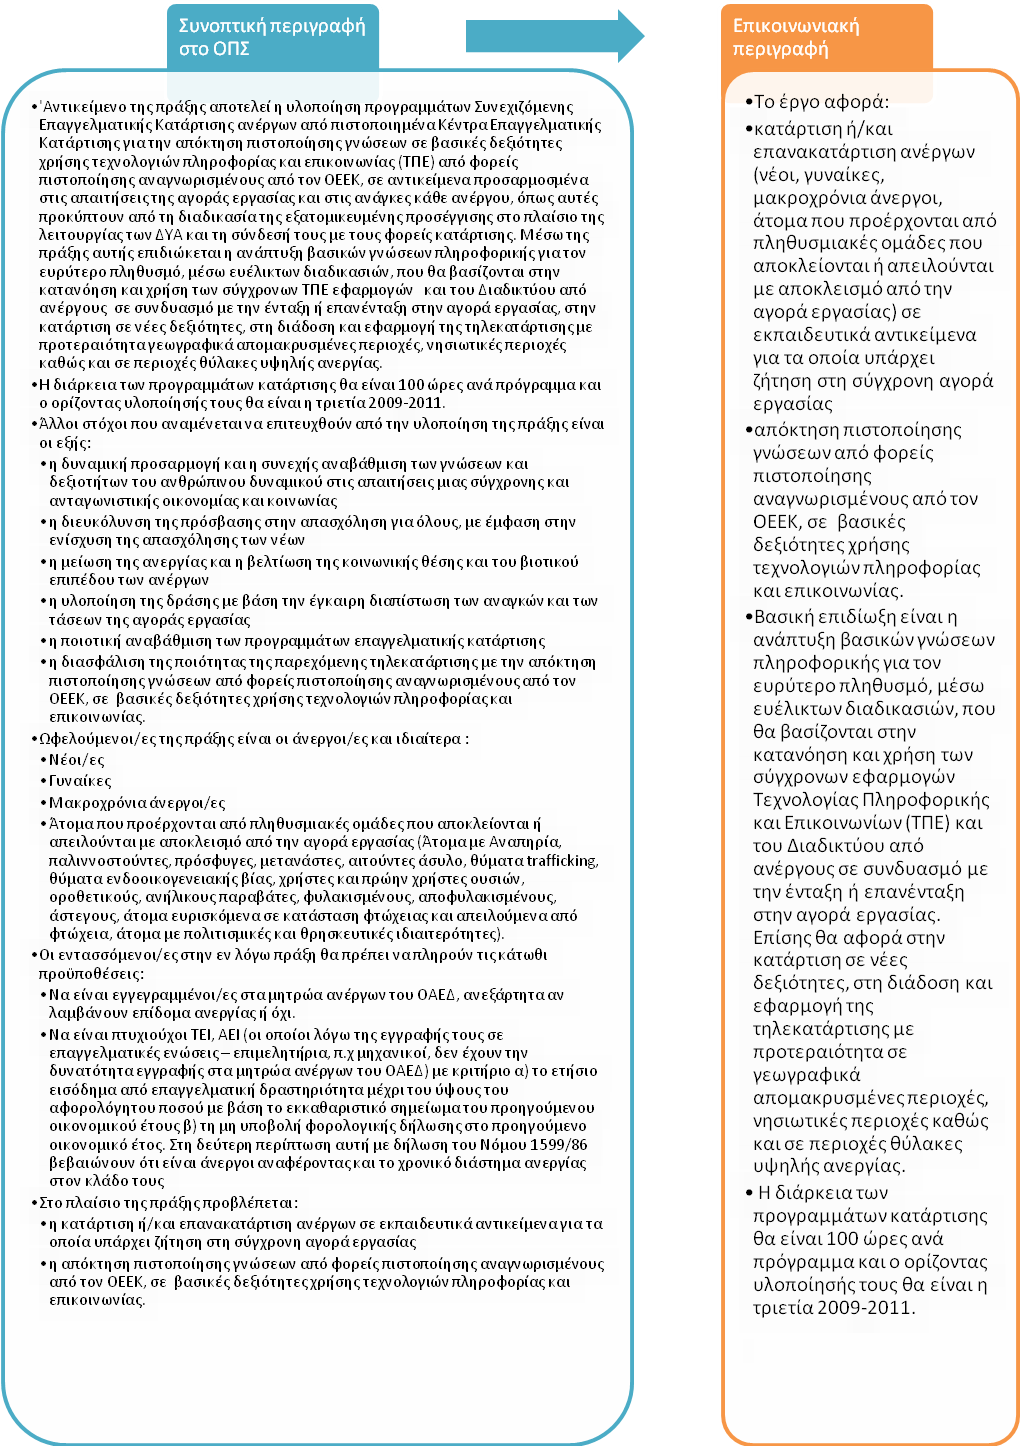 Συνοπτική περιγραφή
στο ΟΠΣ
•'Αντικείμενο της πράξης αποτελεί η υλοποίηση προγραμμάτων Συνεχιζόμενης
Επαγγελματικής Κατάρτισης ανέργων από πιστοποιημένα Κέντρα Επαγγελματικής
Κατάρτισης για την απόκτηση πιστοποίησης γνώσεων σε βασικές δεξιότητες
χρήσης τεχνολογιών πληροφορίας και επικοινωνίας (ΤΠΕ) από φορείς
πιστοποίησης αναγνωρισμένους από τον ΟΕΕΚ, σε αντικείμενα προσαρμοσμένα
στις απαιτήσεις της αγοράς εργασίας και στις ανάγκες κάθε ανέργου, όπως αυτές
προκύπτουν από τη διαδικασία της εξατομικευμένης προσέγγισης στο πλαίσιο της
λειτουργίας των ΔΥΑ και τη σύνδεσή τους με τους φορείς κατάρτισης. Μέσω της
πράξης αυτής επιδιώκεται η ανάπτυξη βασικών γνώσεων πληροφορικής για τον
ευρύτερο πληθυσμό, μέσω ευέλικτων διαδικασιών, που θα βασίζονται στην
κατανόηση και χρήση των σύγχρονων ΤΠΕ εφαρμογών και του Διαδικτύου από
ανέργους σε συνδυασμό με την ένταξη ή επανένταξη στην αγορά εργασίας, στην
κατάρτιση σε νέες δεξιότητες, στη διάδοση και εφαρμογή της τηλεκατάρτισης με
προτεραιότητα γεωγραφικά απομακρυσμένες περιοχές, νησιωτικές περιοχές
καθώς και σε περιοχές θύλακες υψηλής ανεργίας.
•Η διάρκεια των προγραμμάτων κατάρτισης θα είναι 100 ώρες ανά πρόγραμμα και
ο ορίζοντας υλοποίησής τους θα είναι η τριετία 2009-2011.
•Άλλοι στόχοι που αναμένεται να επιτευχθούν από την υλοποίηση της πράξης είναι
οι εξής:
•η δυναμική προσαρμογή και η συνεχής αναβάθμιση των γνώσεων και
δεξιοτήτων του ανθρώπινου δυναμικού στις απαιτήσεις μιας σύγχρονης και
ανταγωνιστικής οικονομίας και κοινωνίας
•η διευκόλυνση της πρόσβασης στην απασχόληση για όλους, με έμφαση στην
ενίσχυση της απασχόλησης των νέων
•η μείωση της ανεργίας και η βελτίωση της κοινωνικής θέσης και του βιοτικού
επιπέδου των ανέργων
•η υλοποίηση της δράσης με βάση την έγκαιρη διαπίστωση των αναγκών και των
τάσεων της αγοράς εργασίας
•η ποιοτική αναβάθμιση των προγραμμάτων επαγγελματικής κατάρτισης
•η διασφάλιση της ποιότητας της παρεχόμενης τηλεκατάρτισης με την απόκτηση
πιστοποίησης γνώσεων από φορείς πιστοποίησης αναγνωρισμένους από τον
ΟΕΕΚ, σε βασικές δεξιότητες χρήσης τεχνολογιών πληροφορίας και
επικοινωνίας.
•Ωφελούμενοι/ες της πράξης είναι οι άνεργοι/ες και ιδιαίτερα :
•Νέοι/ες
•Γυναίκες
•Μακροχρόνια άνεργοι/ες
•Άτομα που προέρχονται από πληθυσμιακές ομάδες που αποκλείονται ή
απειλούνται με αποκλεισμό από την αγορά εργασίας (Άτομα με Αναπηρία,
παλιννοστούντες, πρόσφυγες, μετανάστες, αιτούντες άσυλο, θύματα trafficking,
θύματα ενδοοικογενειακής βίας, χρήστες και πρώην χρήστες ουσιών,
οροθετικούς, ανήλικους παραβάτες, φυλακισμένους, αποφυλακισμένους,
άστεγους, άτομα ευρισκόμενα σε κατάσταση φτώχειας και απειλούμενα από
φτώχεια, άτομα με πολιτισμικές και θρησκευτικές ιδιαιτερότητες).
•Οι εντασσόμενοι/ες στην εν λόγω πράξη θα πρέπει να πληρούν τις κάτωθι
προϋποθέσεις:
•Να είναι εγγεγραμμένοι/ες στα μητρώα ανέργων του ΟΑΕΔ, ανεξάρτητα αν
λαμβάνουν επίδομα ανεργίας ή όχι.
•Να είναι πτυχιούχοι ΤΕΙ, ΑΕΙ (οι οποίοι λόγω της εγγραφής τους σε
επαγγελματικές ενώσεις – επιμελητήρια, π.χ μηχανικοί, δεν έχουν την
δυνατότητα εγγραφής στα μητρώα ανέργων του ΟΑΕΔ) με κριτήριο α) το ετήσιο
εισόδημα από επαγγελματική δραστηριότητα μέχρι του ύψους του
αφορολόγητου ποσού με βάση το εκκαθαριστικό σημείωμα του προηγούμενου
οικονομικού έτους β) τη μη υποβολή φορολογικής δήλωσης στο προηγούμενο
οικονομικό έτος. Στη δεύτερη περίπτωση αυτή με δήλωση του Νόμου 1599/86
βεβαιώνουν ότι είναι άνεργοι αναφέροντας και το χρονικό διάστημα ανεργίας
στον κλάδο τους
•Στο πλαίσιο της πράξης προβλέπεται:
•η κατάρτιση ή/και επανακατάρτιση ανέργων σε εκπαιδευτικά αντικείμενα για τα
οποία υπάρχει ζήτηση στη σύγχρονη αγορά εργασίας
•η απόκτηση πιστοποίησης γνώσεων από φορείς πιστοποίησης αναγνωρισμένους
από τον ΟΕΕΚ, σε βασικές δεξιότητες χρήσης τεχνολογιών πληροφορίας και
επικοινωνίας.
Επικοινωνιακή
περιγραφή
•Το έργο αφορά:
•κατάρτιση ή/και
επανακατάρτιση ανέργων
(νέοι, γυναίκες,
μακροχρόνια άνεργοι,
άτομα που προέρχονται από
πληθυσμιακές ομάδες που
αποκλείονται ή απειλούνται
με αποκλεισμό από την
αγορά εργασίας) σε
εκπαιδευτικά αντικείμενα
για τα οποία υπάρχει
ζήτηση στη σύγχρονη αγορά
εργασίας
•απόκτηση πιστοποίησης
γνώσεων από φορείς
πιστοποίησης
αναγνωρισμένους από τον
ΟΕΕΚ, σε βασικές
δεξιότητες χρήσης
τεχνολογιών πληροφορίας
και επικοινωνίας.
•Βασική επιδίωξη είναι η
ανάπτυξη βασικών γνώσεων
πληροφορικής για τον
ευρύτερο πληθυσμό, μέσω
ευέλικτων διαδικασιών, που
θα βασίζονται στην
κατανόηση και χρήση των
σύγχρονων εφαρμογών
Τεχνολογίας Πληροφορικής
και Επικοινωνίων (ΤΠΕ) και
του Διαδικτύου από
ανέργους σε συνδυασμό με
την ένταξη ή επανένταξη
στην αγορά εργασίας.
Επίσης θα αφορά στην
κατάρτιση σε νέες
δεξιότητες, στη διάδοση και
εφαρμογή της
τηλεκατάρτισης με
προτεραιότητα σε
γεωγραφικά
απομακρυσμένες περιοχές,
νησιωτικές περιοχές καθώς
και σε περιοχές θύλακες
υψηλής ανεργίας.
• Η διάρκεια των
προγραμμάτων κατάρτισης
θα είναι 100 ώρες ανά
πρόγραμμα και ο ορίζοντας
υλοποίησής τους θα είναι η
τριετία 2009-2011.